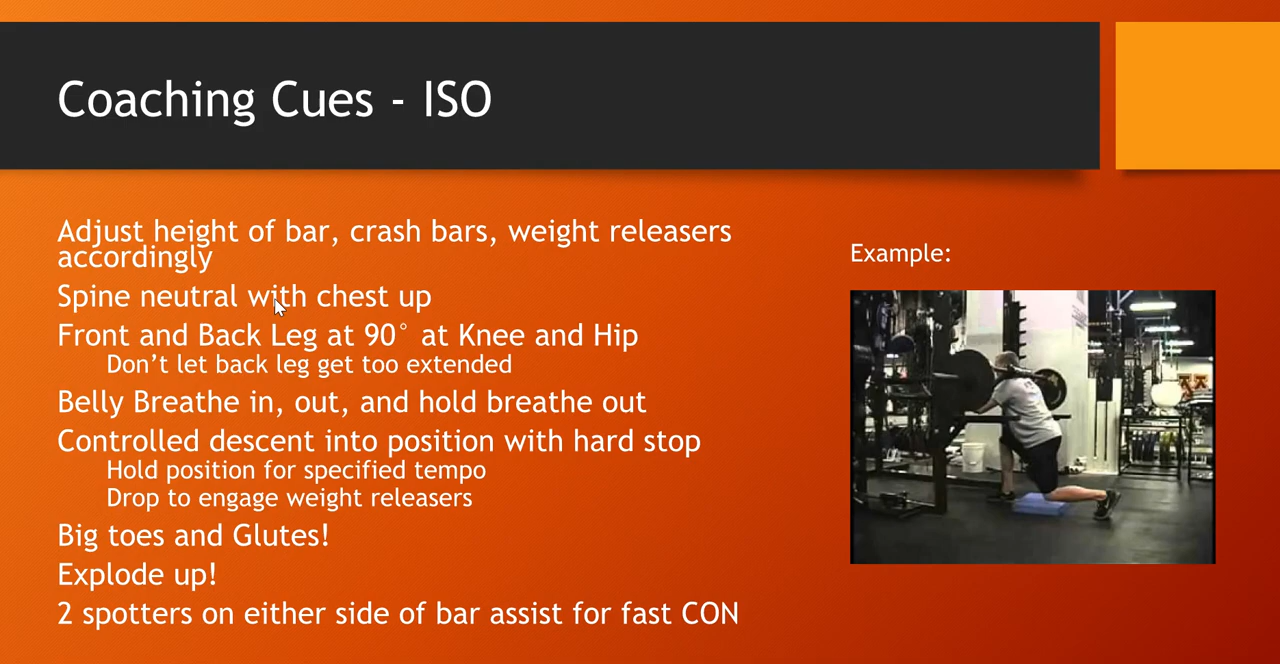 Coaching Cues - ISO
Adjust height of bar, crash bars, weight releasers
accordingly
Spine neutral with chest up
Front and Back Leg at 90° at Knee and Hip
Don't let back leg get too extended
Belly Breathe in, out, and hold breathe out
Controlled descent into position with hard stop
Hold position for specified tempo
Drop to engage weight releasers
Big toes and Glutes!
Explode up!
2 spotters on either side of bar assist for fast CON
Example: